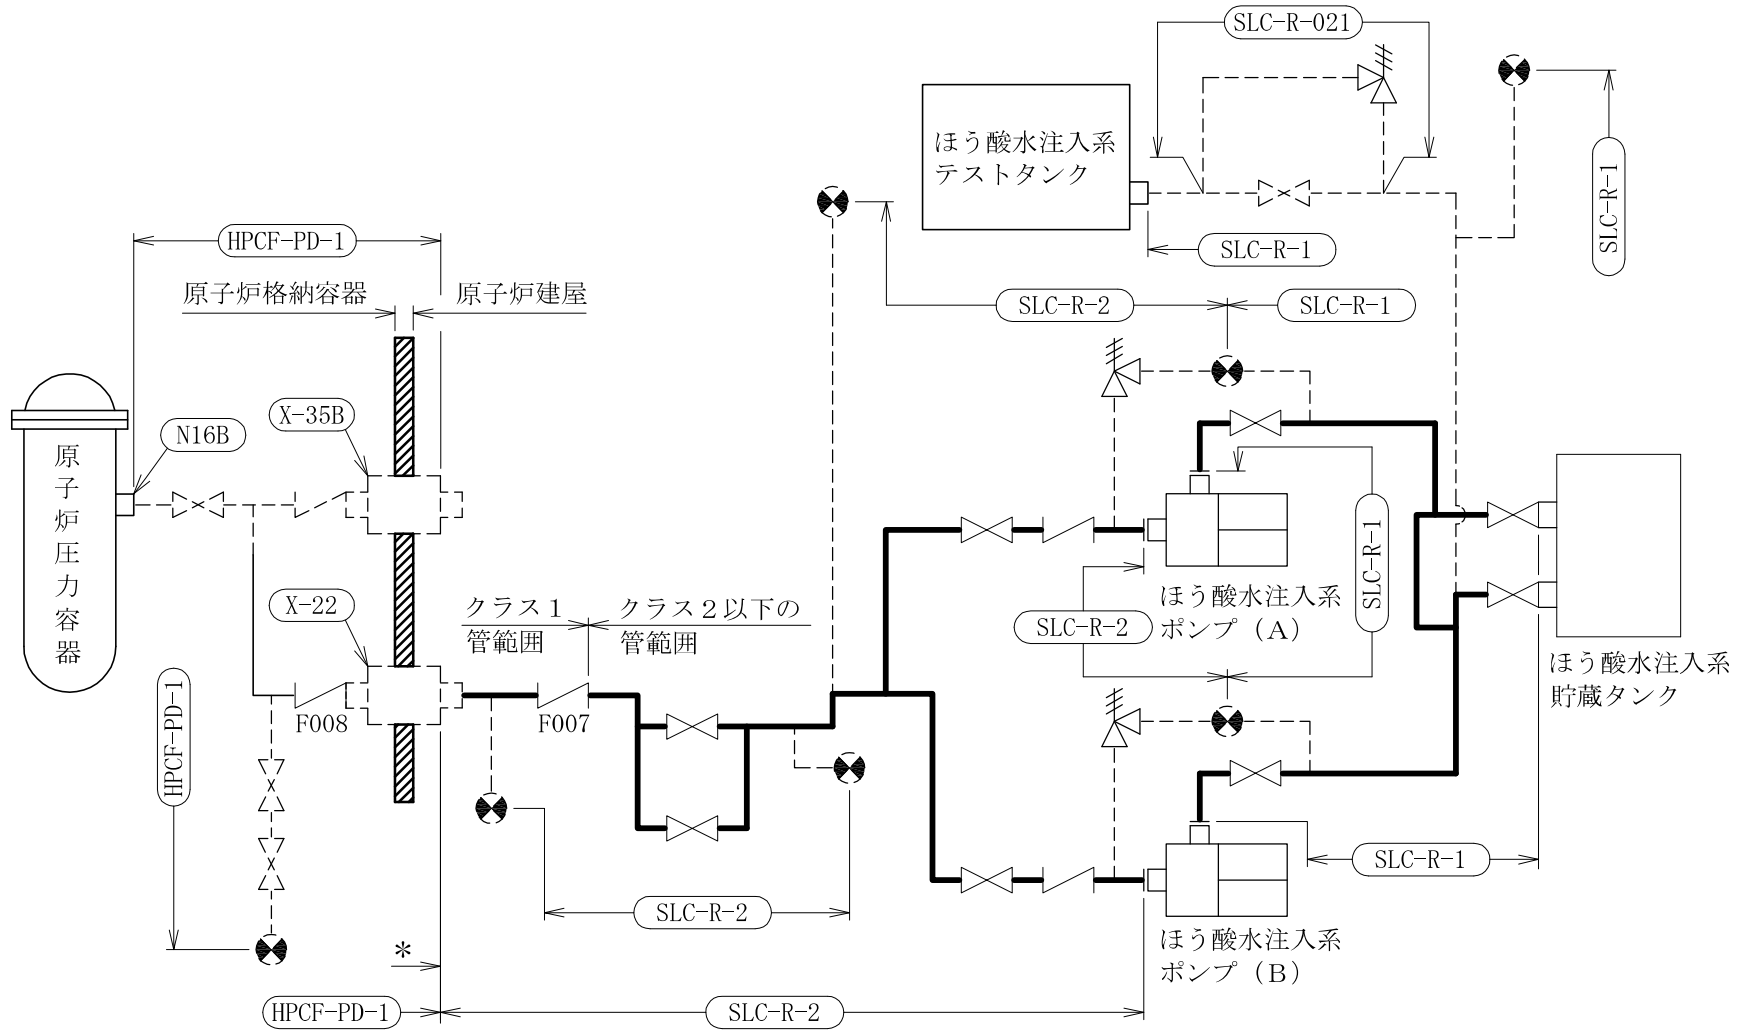 SLC-R-021
ほう酸水注入系
テストタンク
SLC-R-1
SLC-R-1
HPCF-PD-1
原子炉格納容器
原子炉建屋
SLC-R-2
SLC-R-1
原子炉圧力容器
N16B
X-35B
X-22
クラス1
管範囲
クラス2以下の
管範囲
SLC-R-2
ほう酸水注入系
ポンプ(A)
SLC-R-1
ほう酸水注入系
貯蔵タンク
HPCF-PD-1
F008
F007
SLC-R-1
SLC-R-2
ほう酸水注入系
ポンプ(B)
*
HPCF-PD-1
SLC-R-2